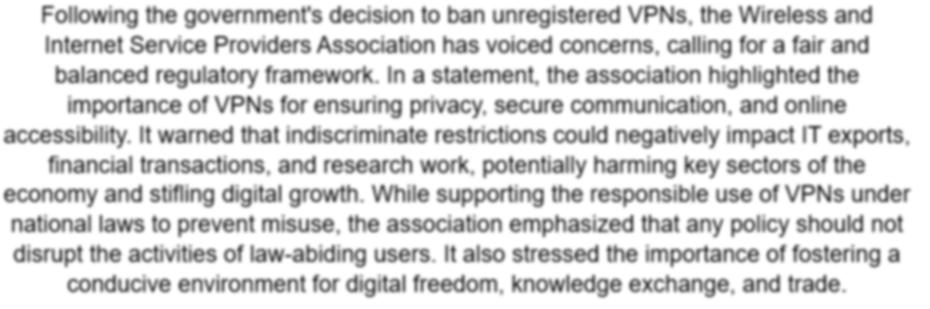 Following the government's decision to ban unregistered VPNs, the Wireless and
Internet Service Providers Association has voiced concerns, calling for a fair and
balanced regulatory framework. In a statement, the association highlighted the
importance of VPNs for ensuring privacy, secure communication, and online
accessibility. It warned that indiscriminate restrictions could negatively impact IT exports,
financial transactions, and research work, potentially harming key sectors of the
economy and stifling digital growth. While supporting the responsible use of VPNs under
national laws to prevent misuse, the association emphasized that any policy should not
disrupt the activities of law-abiding users. It also stressed the importance of fostering a
conducive environment for digital freedom, knowledge exchange, and trade.